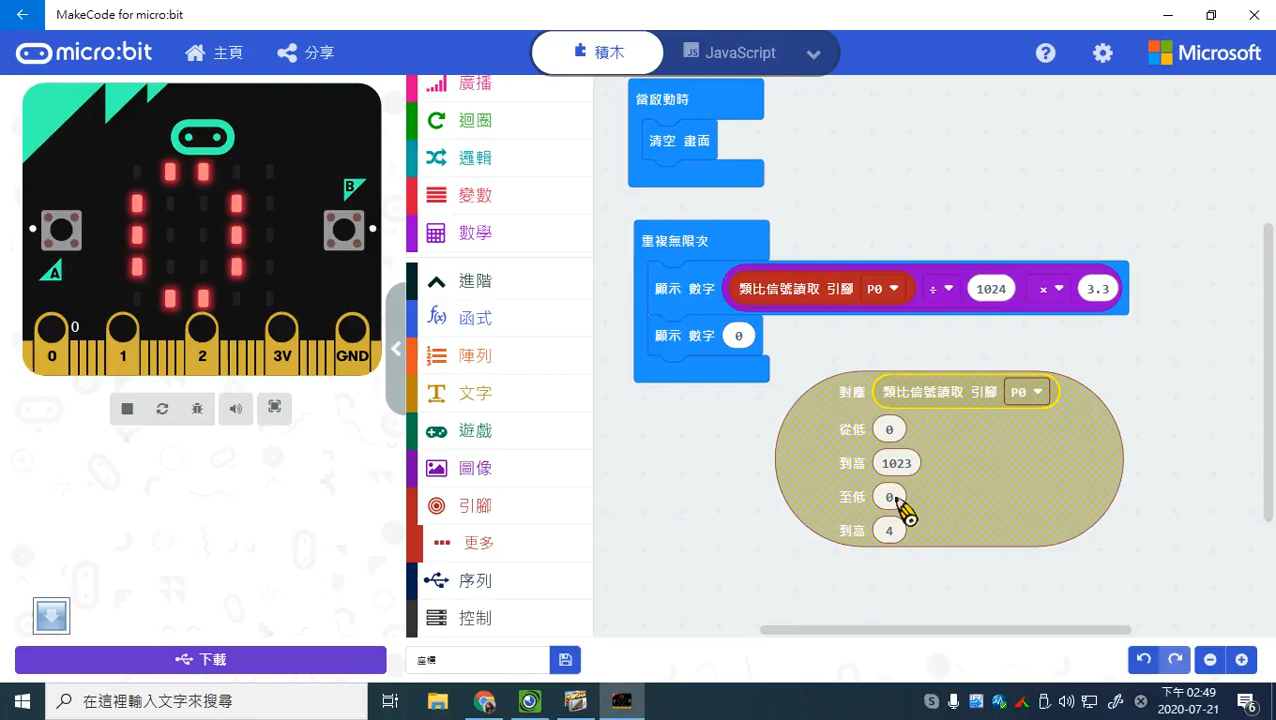 MakeCode for micro:bit
micro:bit
主頁
分享
積木
JS JavaScript
?
Microsoft
廣播
迴圈
邏輯
變數
數學
進階
f(x) 函式
陣列
T 文字
遊戲
圖像
引腳
更多
序列
控制
A
B
0
0 1 2 3V GND
當啟動時
清空 畫面
重複無限次
顯示 數字 類比信號讀取 引腳 P0 ÷ 1024 × 3.3
顯示 數字 0
對應 類比信號讀取 引腳 P0
從低 0
到高 1023
至低 0
到高 4
下載
座標
在這裡輸入文字來搜尋
下午 02:49
2020-07-21
6